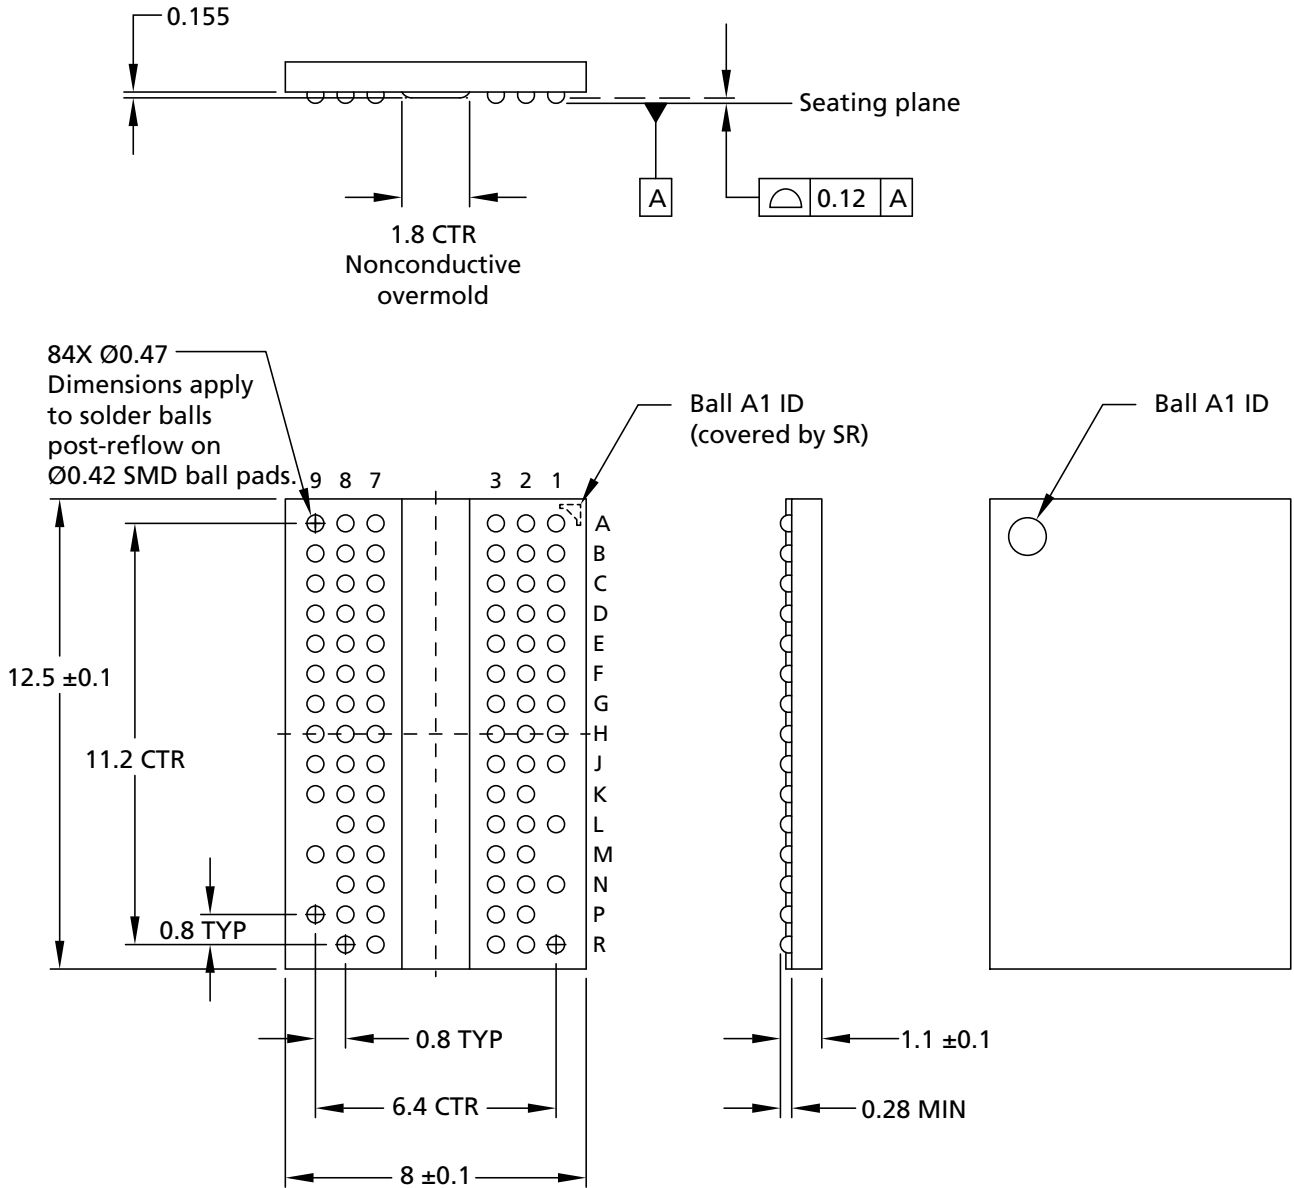 0.155
Seating plane
A
0.12 A
1.8 CTR
Nonconductive
overmold
84X Ø0.47
Dimensions apply
to solder balls
post-reflow on
Ø0.42 SMD ball pads.
Ball A1 ID
(covered by SR)
Ball A1 ID
9 8 7 3 2 1
A
B
C
D
E
F
G
H
J
K
L
M
N
P
R
12.5 ±0.1
11.2 CTR
0.8 TYP
0.8 TYP
1.1 ±0.1
6.4 CTR
0.28 MIN
8 ±0.1